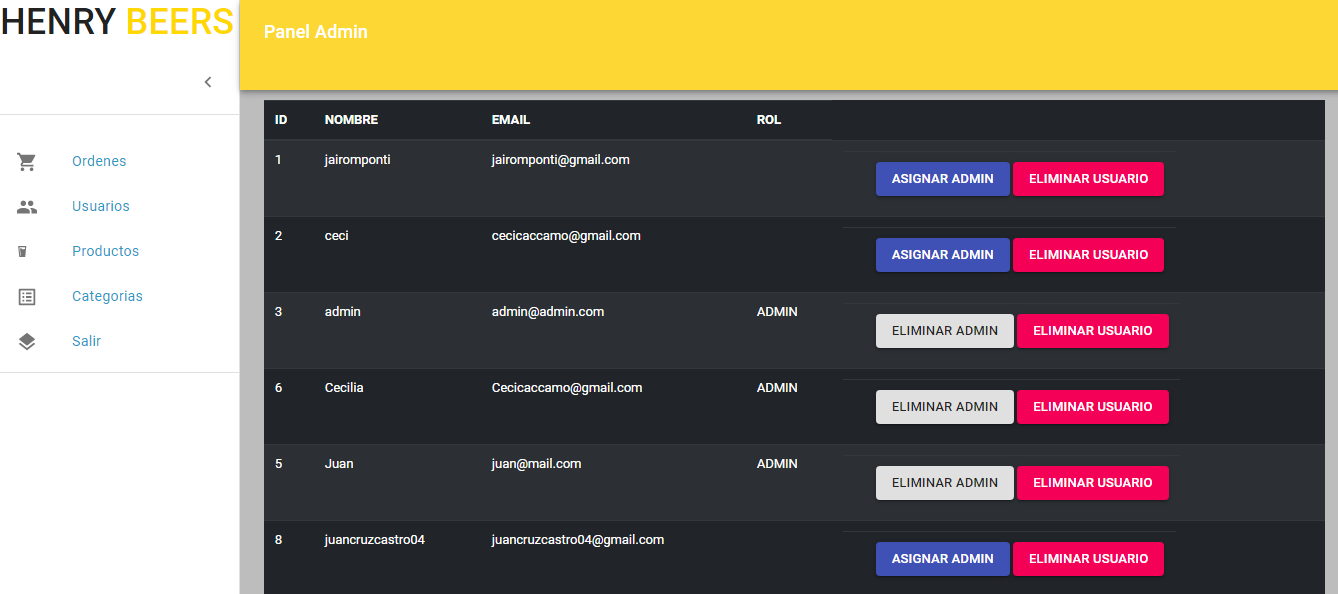 HENRY BEERS
Panel Admin
Ordenes
Usuarios
Productos
Categorias
Salir
ID NOMBRE EMAIL ROL
1 jairomponti jairomponti@gmail.com ASIGNAR ADMIN ELIMINAR USUARIO
2 ceci cecicaccamo@gmail.com ASIGNAR ADMIN ELIMINAR USUARIO
3 admin admin@admin.com ADMIN ELIMINAR ADMIN ELIMINAR USUARIO
6 Cecilia Cecicaccamo@gmail.com ADMIN ELIMINAR ADMIN ELIMINAR USUARIO
5 Juan juan@mail.com ADMIN ELIMINAR ADMIN ELIMINAR USUARIO
8 juancruzcastro04 juancruzcastro04@gmail.com ASIGNAR ADMIN ELIMINAR USUARIO